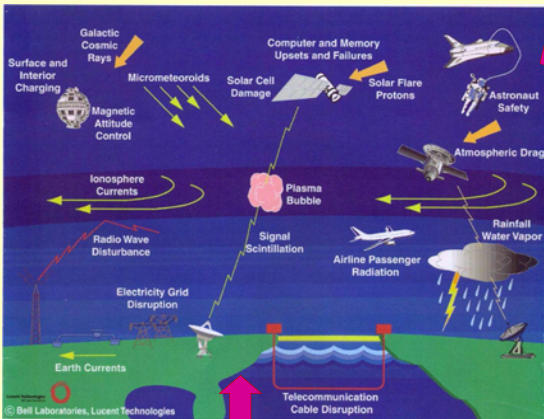 Galactic
Cosmic
Rays
Surface and
Interior
Charging
Micrometeoroids
Magnetic
Attitude
Control
Computer and Memory
Upsets and Failures
Solar Cell
Damage
Solar Flare
Protons
Astronaut
Safety
Atmospheric Drag
Ionosphere
Currents
Plasma
Bubble
Radio Wave
Disturbance
Signal
Scintillation
Airline Passenger
Radiation
Rainfall
Water Vapor
Electricity Grid
Disruption
Earth Currents
Telecommunication
Cable Disruption
Lucent Technologies
© Bell Laboratories, Lucent Technologies